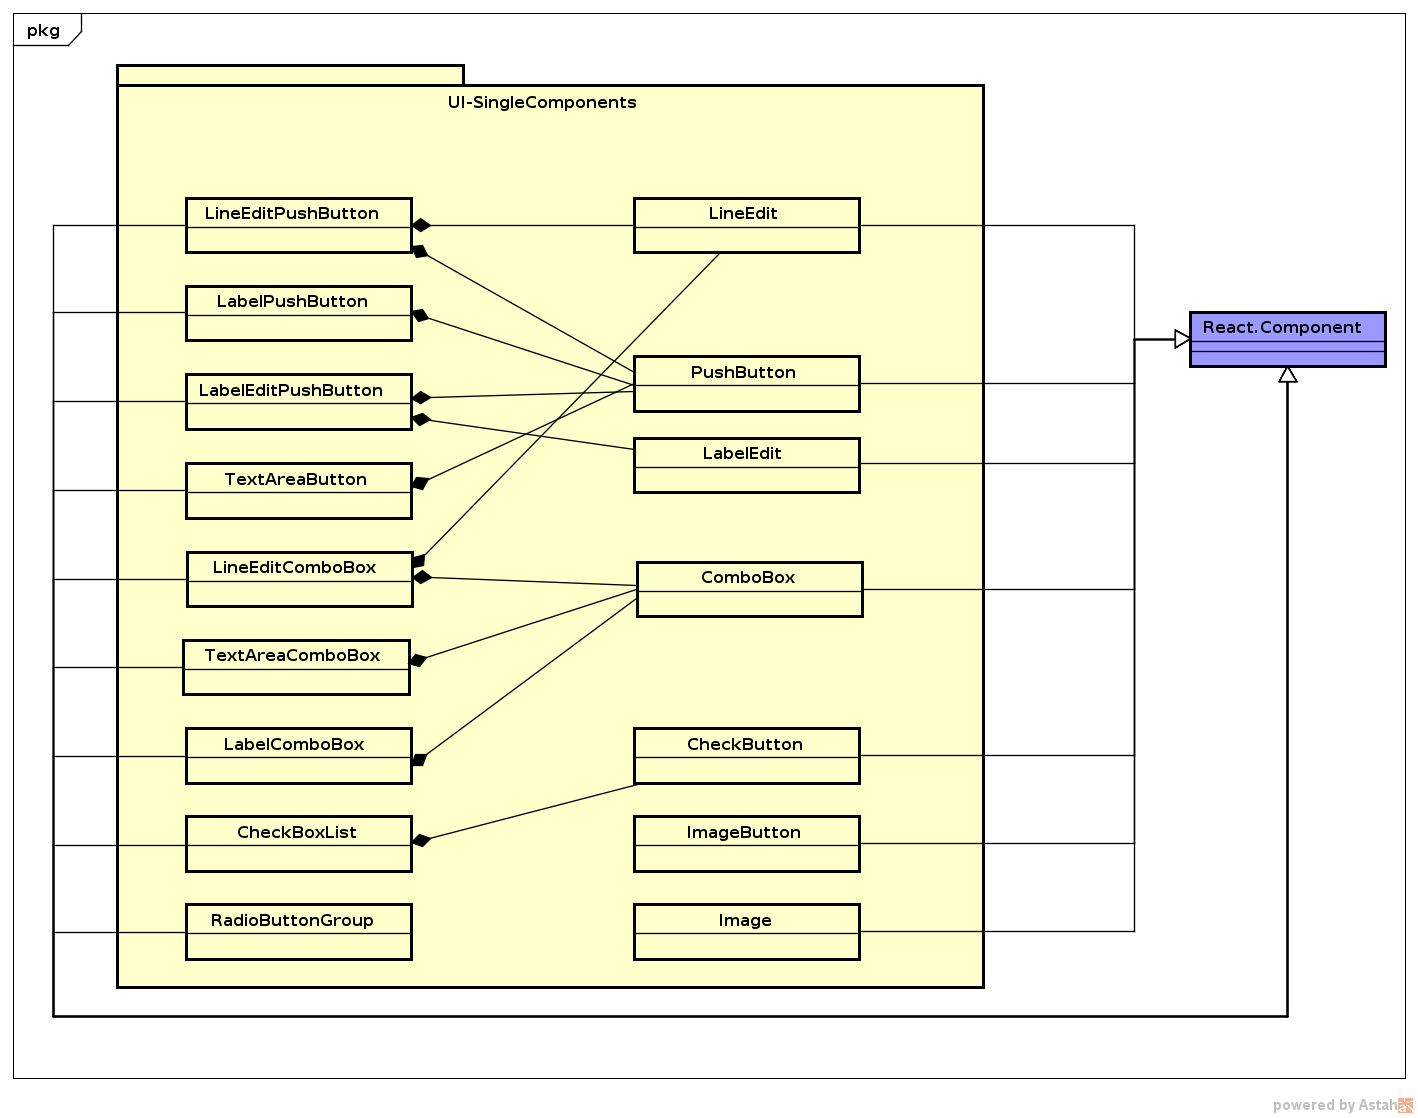 pkg
UI-SingleComponents
LineEditPushButton
LineEdit
LabelPushButton
React.Component
PushButton
LabelEditPushButton
LabelEdit
TextAreaButton
LineEditComboBox
ComboBox
TextAreaComboBox
LabelComboBox
CheckButton
CheckBoxList
ImageButton
RadioButtonGroup
Image
powered by Astah